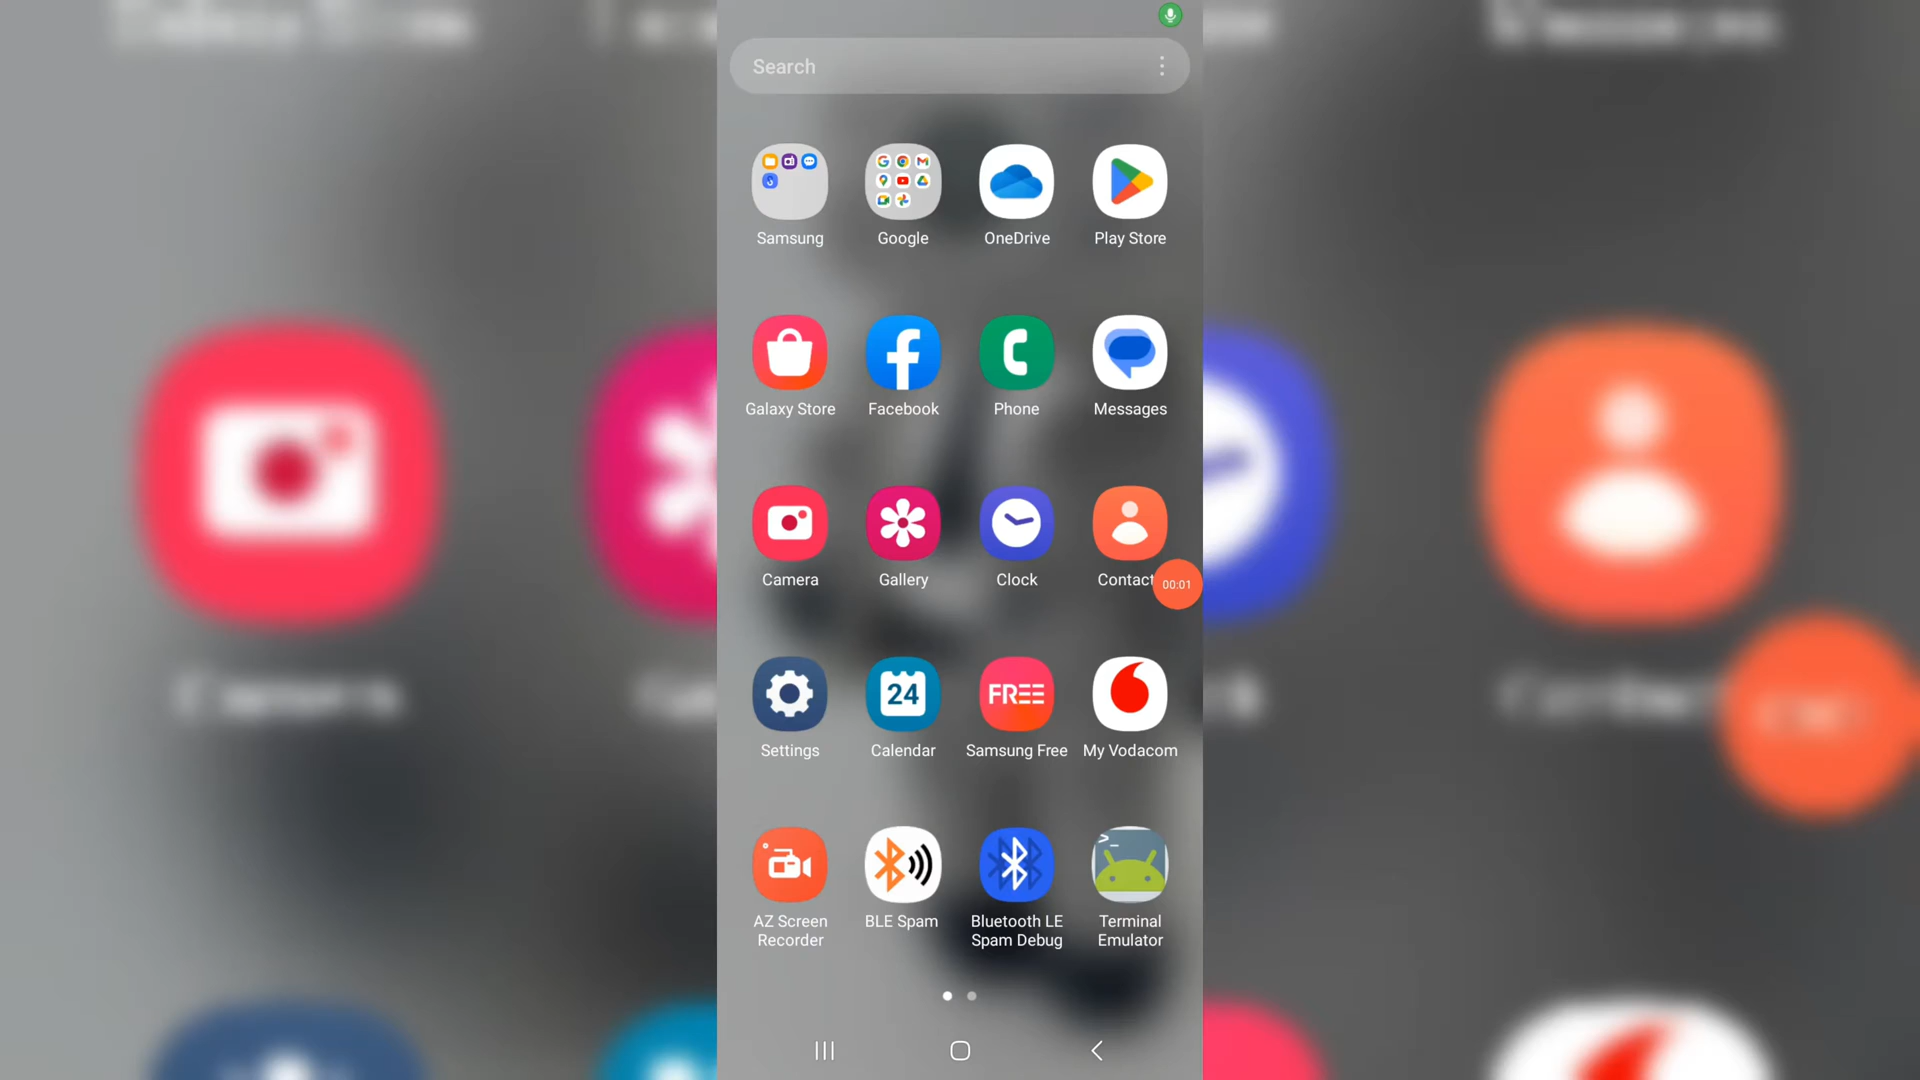 Search
Samsung
Google
OneDrive
Play Store
Galaxy Store
Facebook
Phone
Messages
Camera
Gallery
Clock
Contact
00:01
24
FREE
Settings
Calendar
Samsung Free
My Vodacom
>_
AZ Screen
Recorder
BLE Spam
Bluetooth LE
Spam Debug
Terminal
Emulator